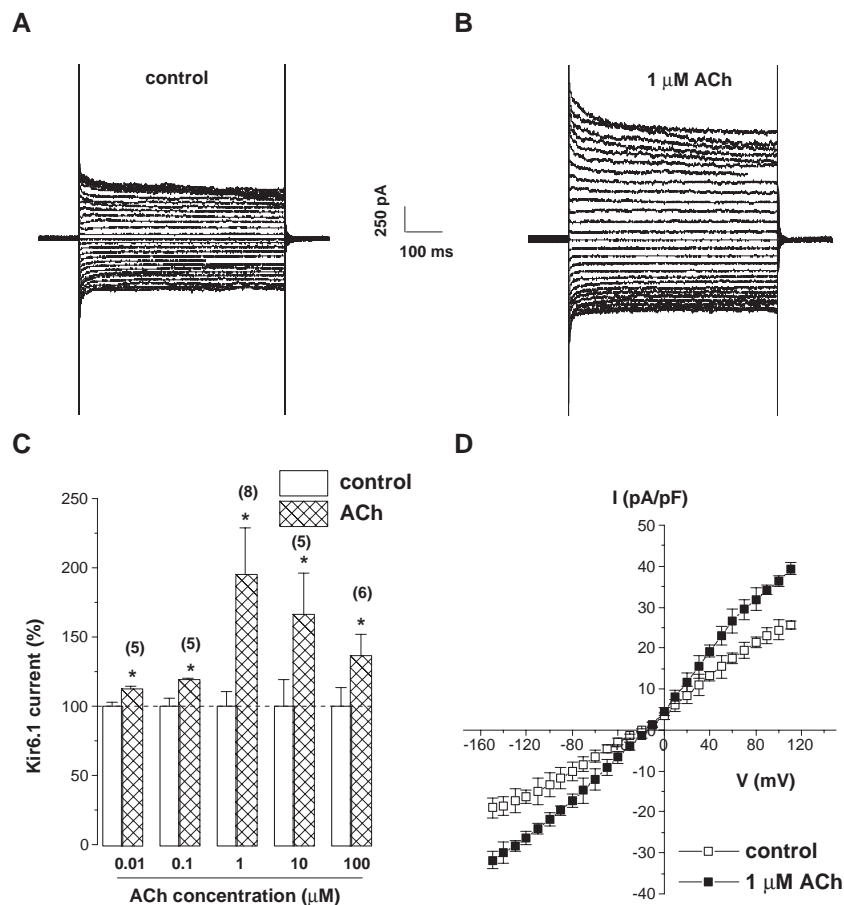 A
B
control
1 μM ACh
250 pA
100 ms
C
D
control
ACh
250
200
150
100
50
0
Kir6.1 current (%)
(5)
*
(5)
*
(8)
*
(5)
*
(6)
*
0.01 0.1 1 10 100
ACh concentration (μM)
I (pA/pF)
50
40
30
20
10
0
-10
-20
-30
-40
-160 -120 -80 -40 0 40 80 120
V (mV)
control
1 μM ACh